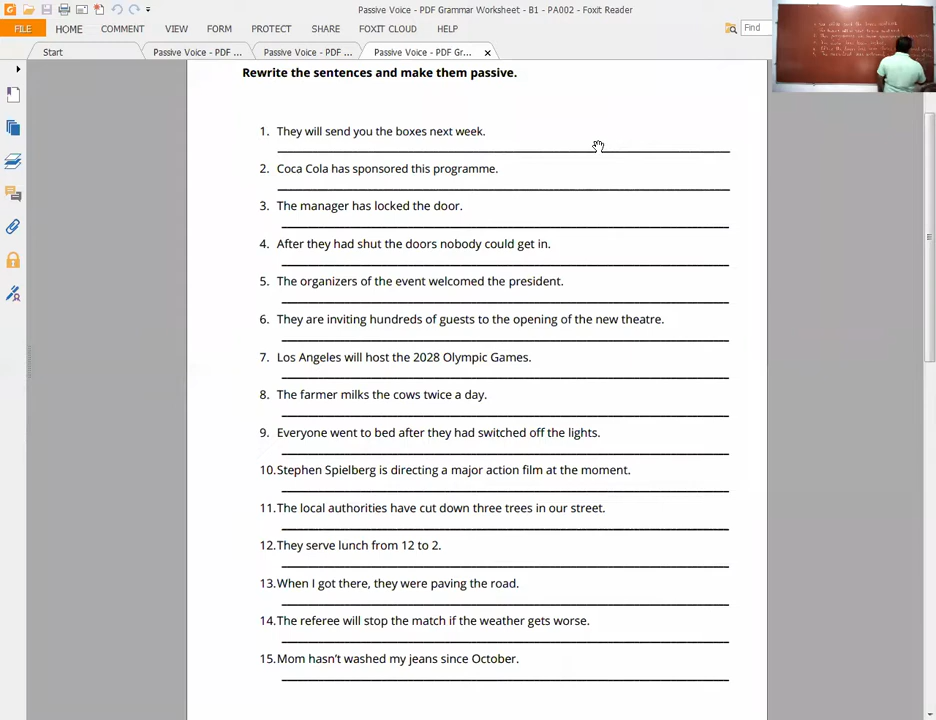 Passive Voice - PDF Grammar Worksheet - B1 - PA002 - Foxit Reader
FILE HOME COMMENT VIEW FORM PROTECT SHARE FOXIT CLOUD HELP Find
Start Passive Voice - PDF ... Passive Voice - PDF ... Passive Voice - PDF Gr...
Rewrite the sentences and make them passive.
1. They will send you the boxes next week.
2. Coca Cola has sponsored this programme.
3. The manager has locked the door.
4. After they had shut the doors nobody could get in.
5. The organizers of the event welcomed the president.
6. They are inviting hundreds of guests to the opening of the new theatre.
7. Los Angeles will host the 2028 Olympic Games.
8. The farmer milks the cows twice a day.
9. Everyone went to bed after they had switched off the lights.
10. Stephen Spielberg is directing a major action film at the moment.
11. The local authorities have cut down three trees in our street.
12. They serve lunch from 12 to 2.
13. When I got there, they were paving the road.
14. The referee will stop the match if the weather gets worse.
15. Mom hasn't washed my jeans since October.